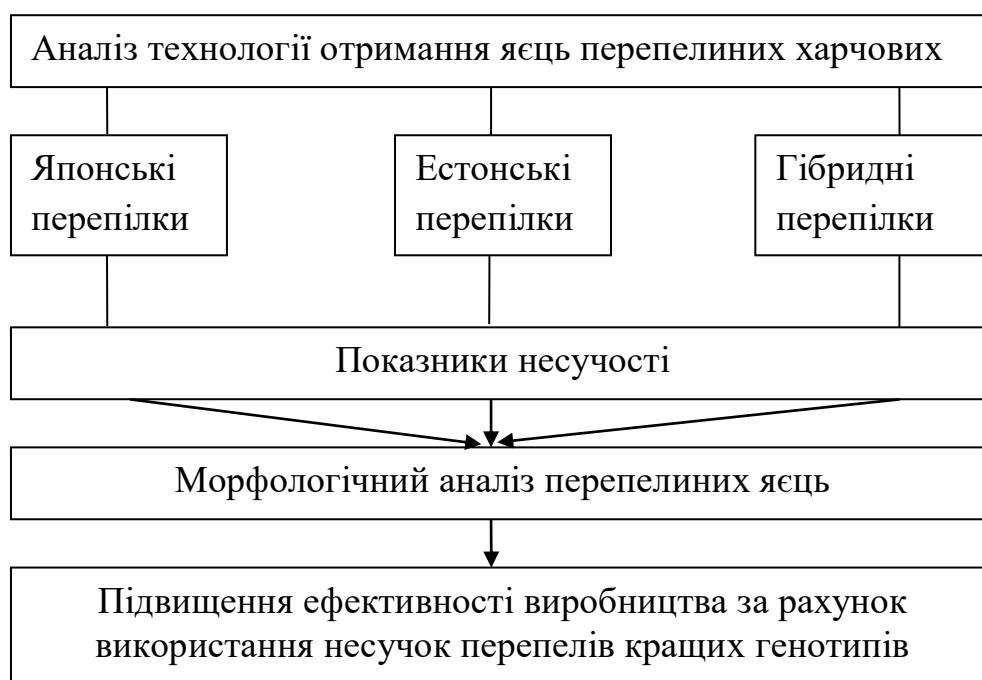 Аналіз технології отримання яєць перепелиних харчових
Японські
перепілки
Естонські
перепілки
Гібридні
перепілки
Показники несучості
Морфологічний аналіз перепелиних яєць
Підвищення ефективності виробництва за рахунок
використання несучок перепелів кращих генотипів